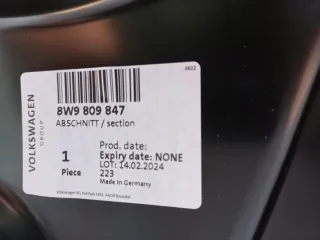 3622
VOLKSWAGEN
GROUP
8W9 809 847
ABSCHNITT / section
1
Piece
Prod. date:
Expiry date: NONE
LOT: 14.02.2024
223
Made in Germany